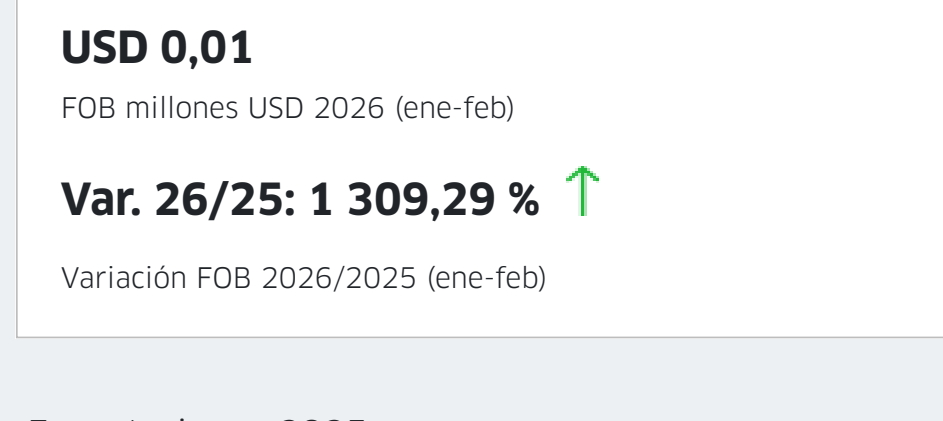 USD 0,01
FOB millones USD 2026 (ene-feb)
Var. 26/25: 1 309,29 %
Variación FOB 2026/2025 (ene-feb)